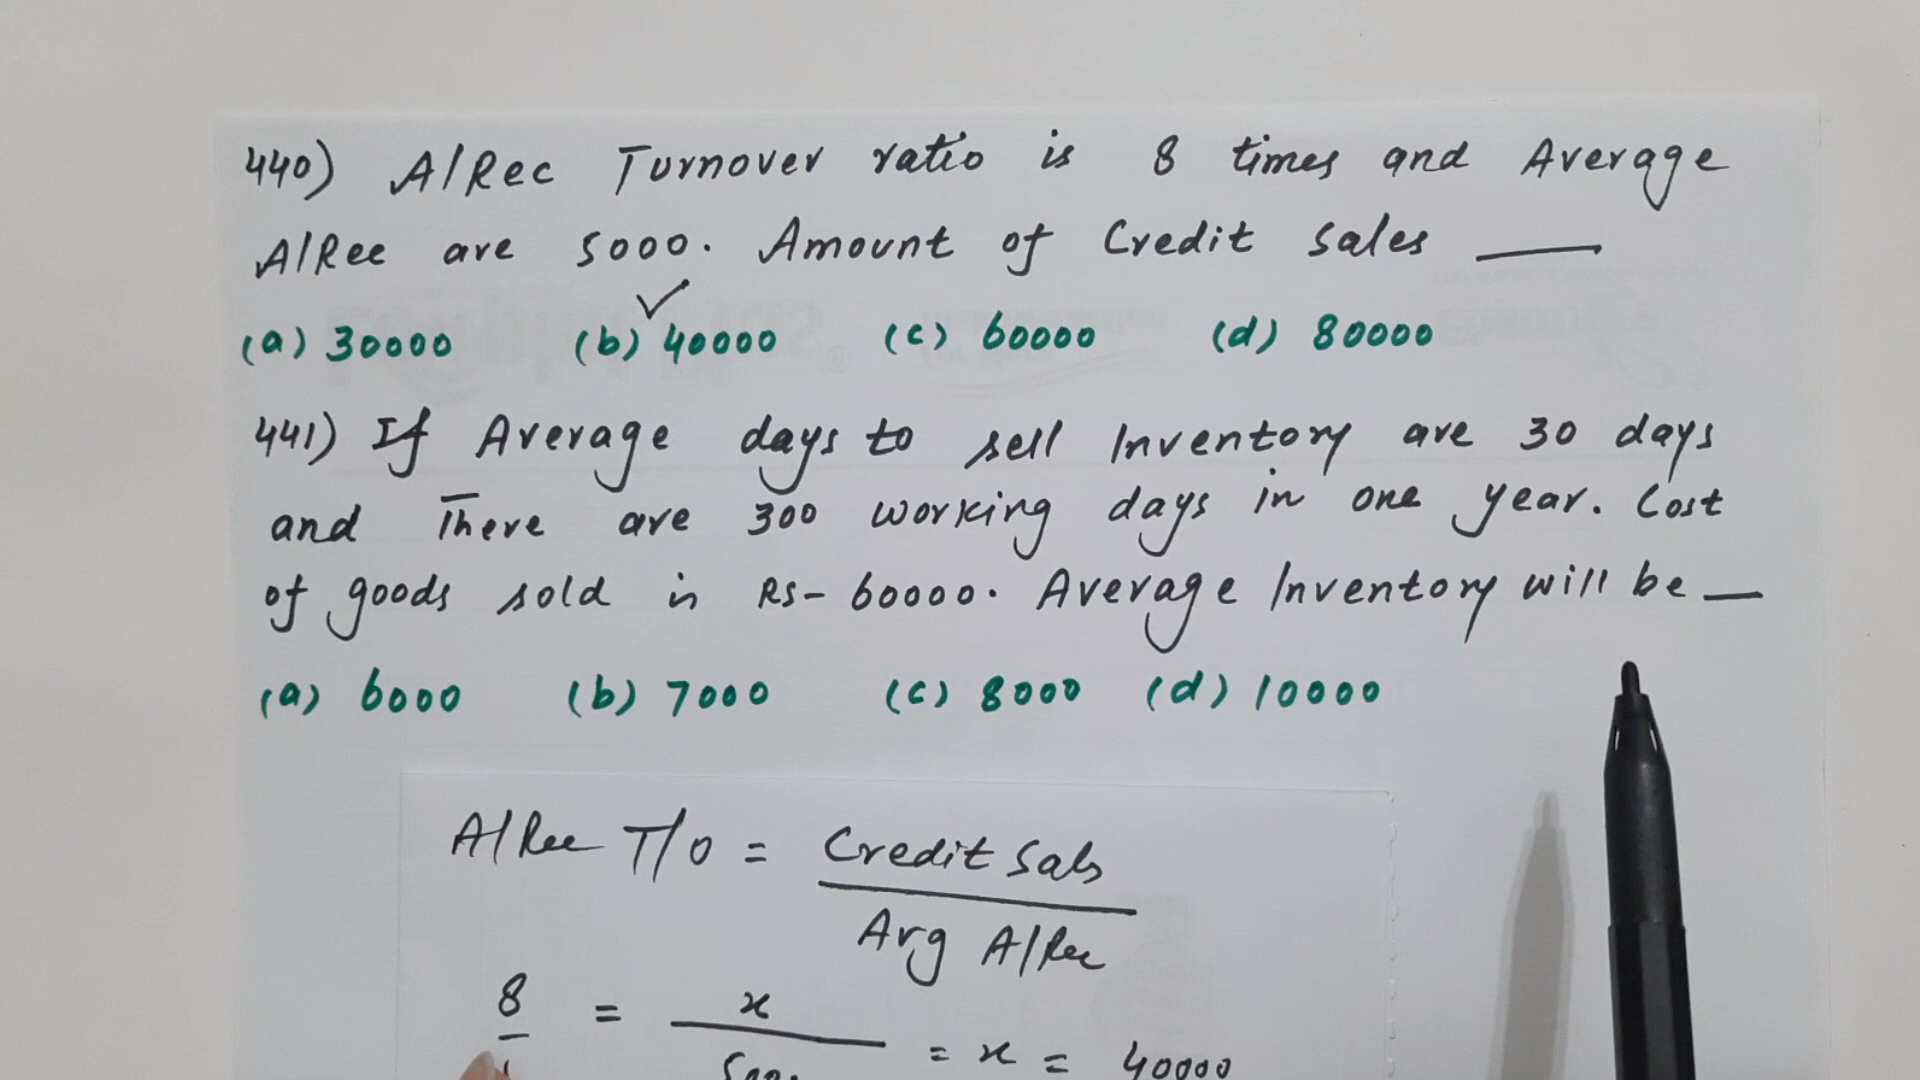 440) A/Rec Turnover ratio is 8 times and Average
A/Rec are 5000. Amount of Credit sales __
(a) 30000 (b) 40000 (c) 60000 (d) 80000
441) If Average days to sell Inventory are 30 days
and There are 300 working days in one year. Cost
of goods sold is RS- 60000. Average Inventory will be __
(a) 6000 (b) 7000 (c) 8000 (d) 10000
A/Rec T/O = Credit Sals
Avg A/Rec
8 = x = x = 40000